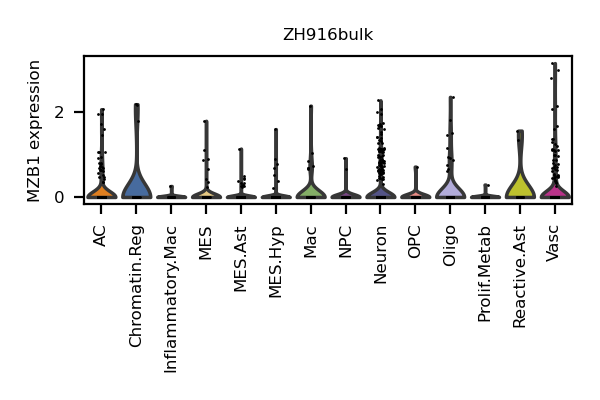 ZH916bulk
MZB1 expression
2
0
AC
Chromatin.Reg
Inflammatory.Mac
MES
MES.Ast
MES.Hyp
Mac
NPC
Neuron
OPC
Oligo
Prolif.Metab
Reactive.Ast
Vasc